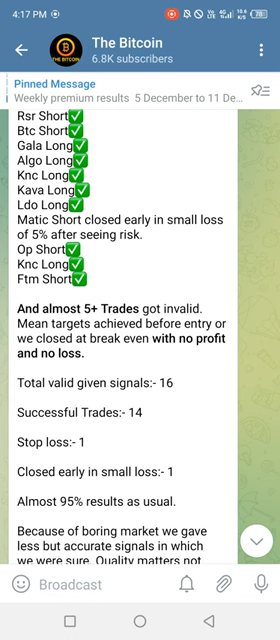 4:17 PM
The Bitcoin
6.8K subscribers
THE BITCOIN
Pinned Message
Weekly premium results 5 December to 11 De...
Rsr Short✅
Btc Short✅
Gala Long✅
Algo Long✅
Knc Long✅
Kava Long✅
Ldo Long✅
Matic Short closed early in small loss
of 5% after seeing risk.
Op Short✅
Knc Long✅
Ftm Short✅
And almost 5+ Trades got invalid.
Mean targets achieved before entry or
we closed at break even with no profit
and no loss.
Total valid given signals:- 16
Successful Trades:- 14
Stop loss:- 1
Closed early in small loss:- 1
Almost 95% results as usual.
Because of boring market we gave
less but accurate signals in which
we were sure. Quality matters not
Broadcast